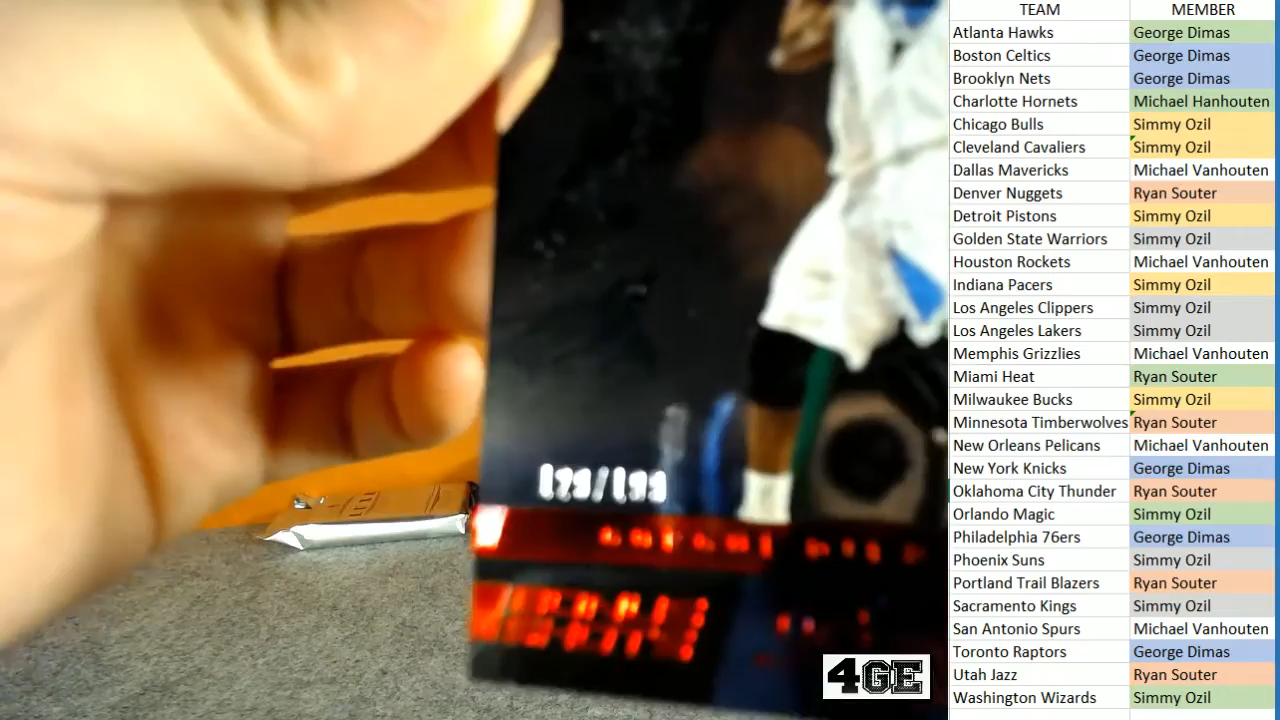 TEAM MEMBER
Atlanta Hawks George Dimas
Boston Celtics George Dimas
Brooklyn Nets George Dimas
Charlotte Hornets Michael Hanhouten
Chicago Bulls Simmy Ozil
Cleveland Cavaliers Simmy Ozil
Dallas Mavericks Michael Vanhouten
Denver Nuggets Ryan Souter
Detroit Pistons Simmy Ozil
Golden State Warriors Simmy Ozil
Houston Rockets Michael Vanhouten
Indiana Pacers Simmy Ozil
Los Angeles Clippers Simmy Ozil
Los Angeles Lakers Simmy Ozil
Memphis Grizzlies Michael Vanhouten
Miami Heat Ryan Souter
Milwaukee Bucks Simmy Ozil
Minnesota Timberwolves Ryan Souter
New Orleans Pelicans Michael Vanhouten
New York Knicks George Dimas
Oklahoma City Thunder Ryan Souter
Orlando Magic Simmy Ozil
Philadelphia 76ers George Dimas
Phoenix Suns Simmy Ozil
Portland Trail Blazers Ryan Souter
Sacramento Kings Simmy Ozil
San Antonio Spurs Michael Vanhouten
Toronto Raptors George Dimas
Utah Jazz Ryan Souter
Washington Wizards Simmy Ozil
4GE